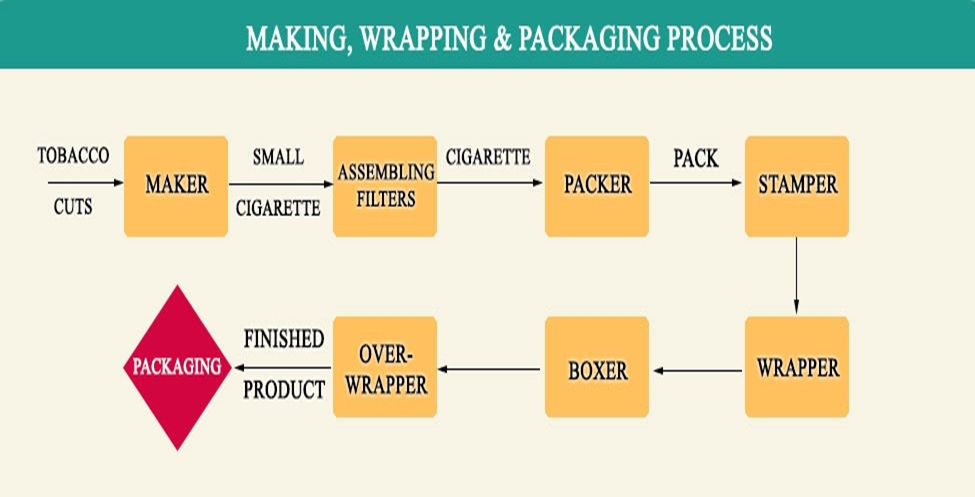 MAKING, WRAPPING & PACKAGING PROCESS
TOBACCO
CUTS
MAKER
SMALL
CIGARETTE
ASSEMBLING
FILTERS
CIGARETTE
PACKER
PACK
STAMPER
WRAPPER
BOXER
OVER-
WRAPPER
FINISHED
PRODUCT
PACKAGING